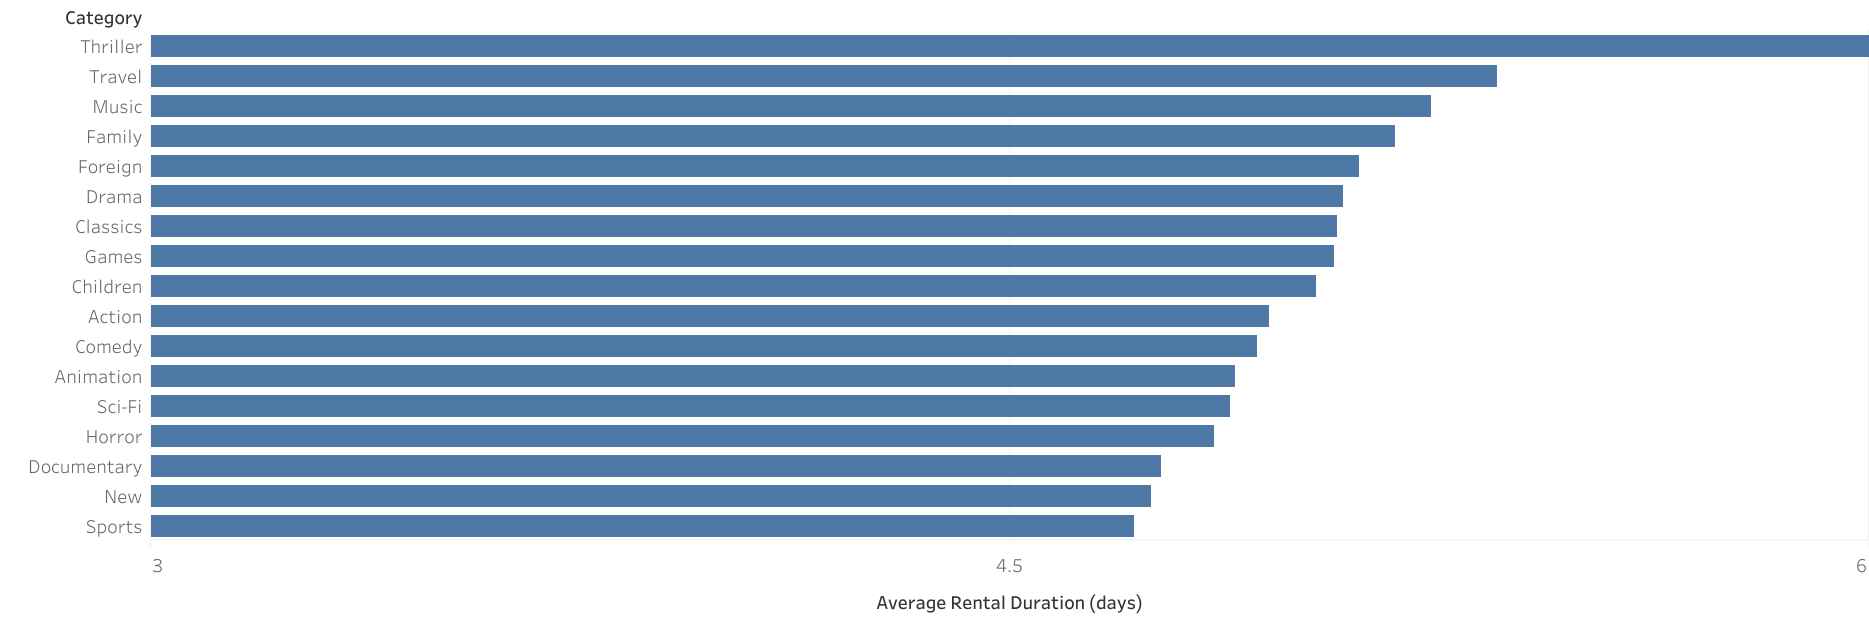 Category
Thriller
Travel
Music
Family
Foreign
Drama
Classics
Games
Children
Action
Comedy
Animation
Sci-Fi
Horror
Documentary
New
Sports
3 4.5 6
Average Rental Duration (days)